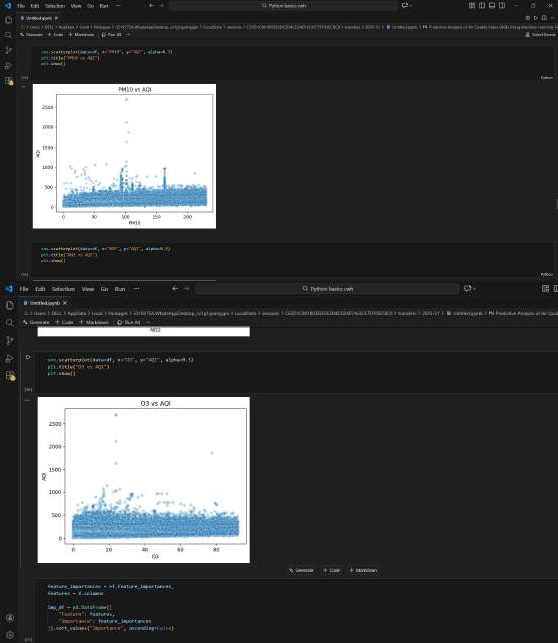 File Edit Selection View Go Run ··· Python basics cwh
Untitled.ipynb
Generate + Code + Markdown Run All ··· Select Kernel
sns.scatterplot(data=df, x="PM10", y="AQI", alpha=0.3)
plt.title("PM10 vs AQI")
plt.show()
Python
PM10 vs AQI
2500
2000
1500
1000
500
0
AQI
0 50 100 150 200
PM10
sns.scatterplot(data=df, x="NO2", y="AQI", alpha=0.3)
plt.title("NO2 vs AQI")
plt.show()
Python
File Edit Selection View Go Run ··· Python basics cwh
Untitled.ipynb
Generate + Code + Markdown Run All ···
NO2
sns.scatterplot(data=df, x="O3", y="AQI", alpha=0.3)
plt.title("O3 vs AQI")
plt.show()
O3 vs AQI
2500
2000
1500
1000
500
0
AQI
0 20 40 60 80
O3
Generate + Code + Markdown
feature_importances = rf.feature_importances_
features = X.columns
imp_df = pd.DataFrame({
"Feature": features,
"Importance": feature_importances
}).sort_values("Importance", ascending=False)